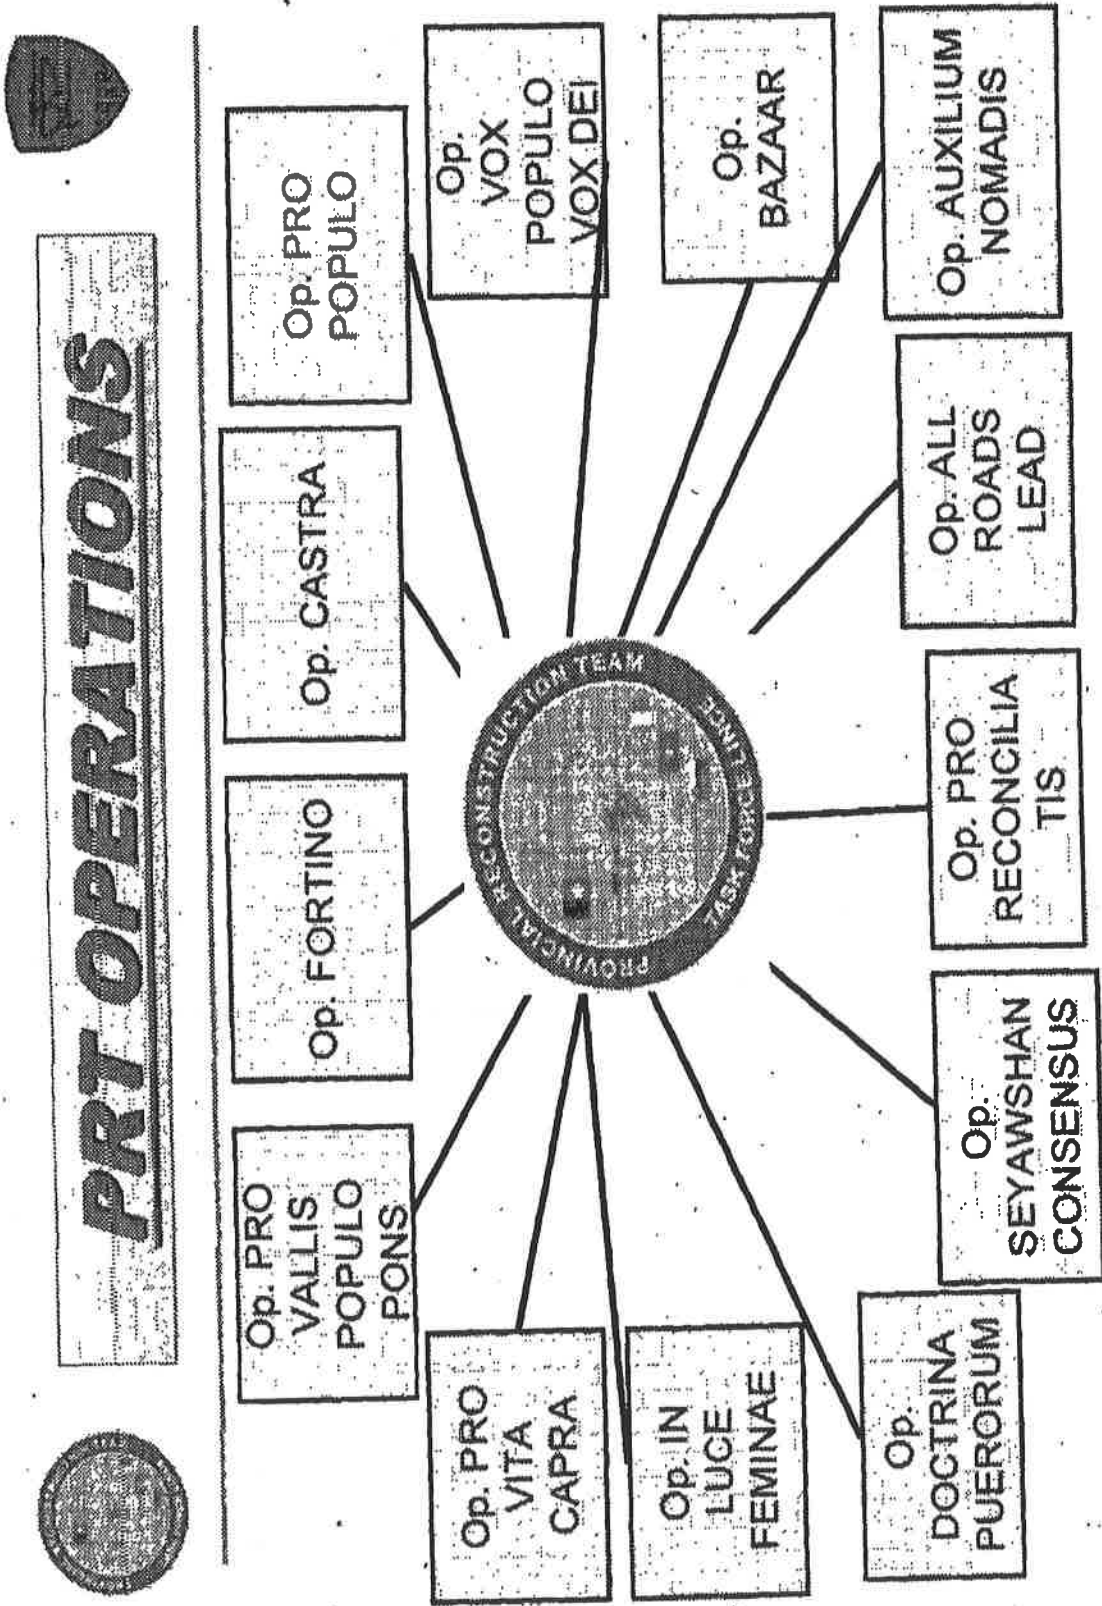 PRT OPERATIONS
Op. PRO
VALLIS
POPULO
PONS
Op. FORTINO
Op. CASTRA
Op. PRO
POPULO
Op. PRO
VITA
CAPRA
Op.
VOX
POPULO
VOX DEI
PROVINCIAL RECONSTRUCTION TEAM
TASK FORCE LINCE
Op. IN
LUCE
FEMINAE
Op.
BAZAAR
Op.
DOCTRINA
PUERORUM
Op.
SEYAWSHAN
CONSENSUS
Op. PRO
RECONCILIA
TIS
Op. ALL
ROADS
LEAD
Op. AUXILIUM
NOMADIS